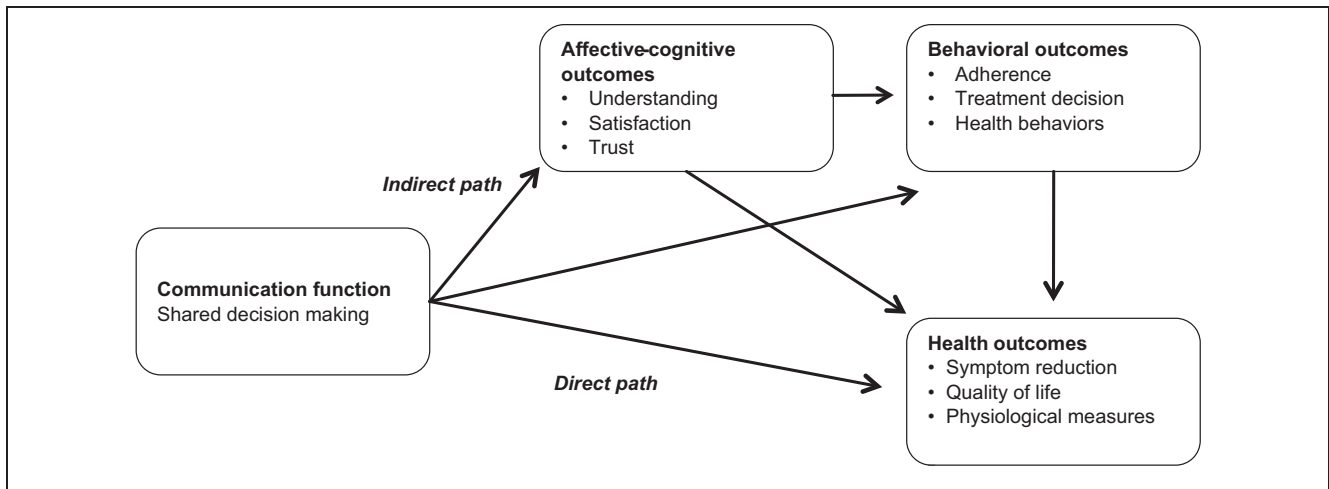 Affective-cognitive
outcomes
• Understanding
• Satisfaction
• Trust
Behavioral outcomes
• Adherence
• Treatment decision
• Health behaviors
Indirect path
Communication function
Shared decision making
Direct path
Health outcomes
• Symptom reduction
• Quality of life
• Physiological measures